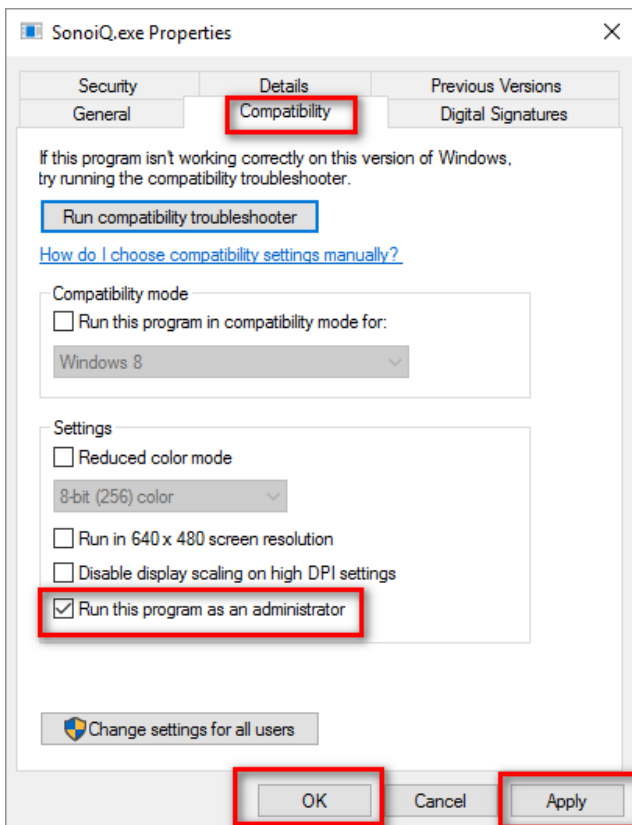 SonoiQ.exe Properties
Security Details Previous Versions
General Compatibility Digital Signatures
If this program isn't working correctly on this version of Windows,
try running the compatibility troubleshooter.
Run compatibility troubleshooter
How do I choose compatibility settings manually?
Compatibility mode
Run this program in compatibility mode for:
Windows 8
Settings
Reduced color mode
8-bit (256) color
Run in 640 x 480 screen resolution
Disable display scaling on high DPI settings
Run this program as an administrator
Change settings for all users
OK Cancel Apply